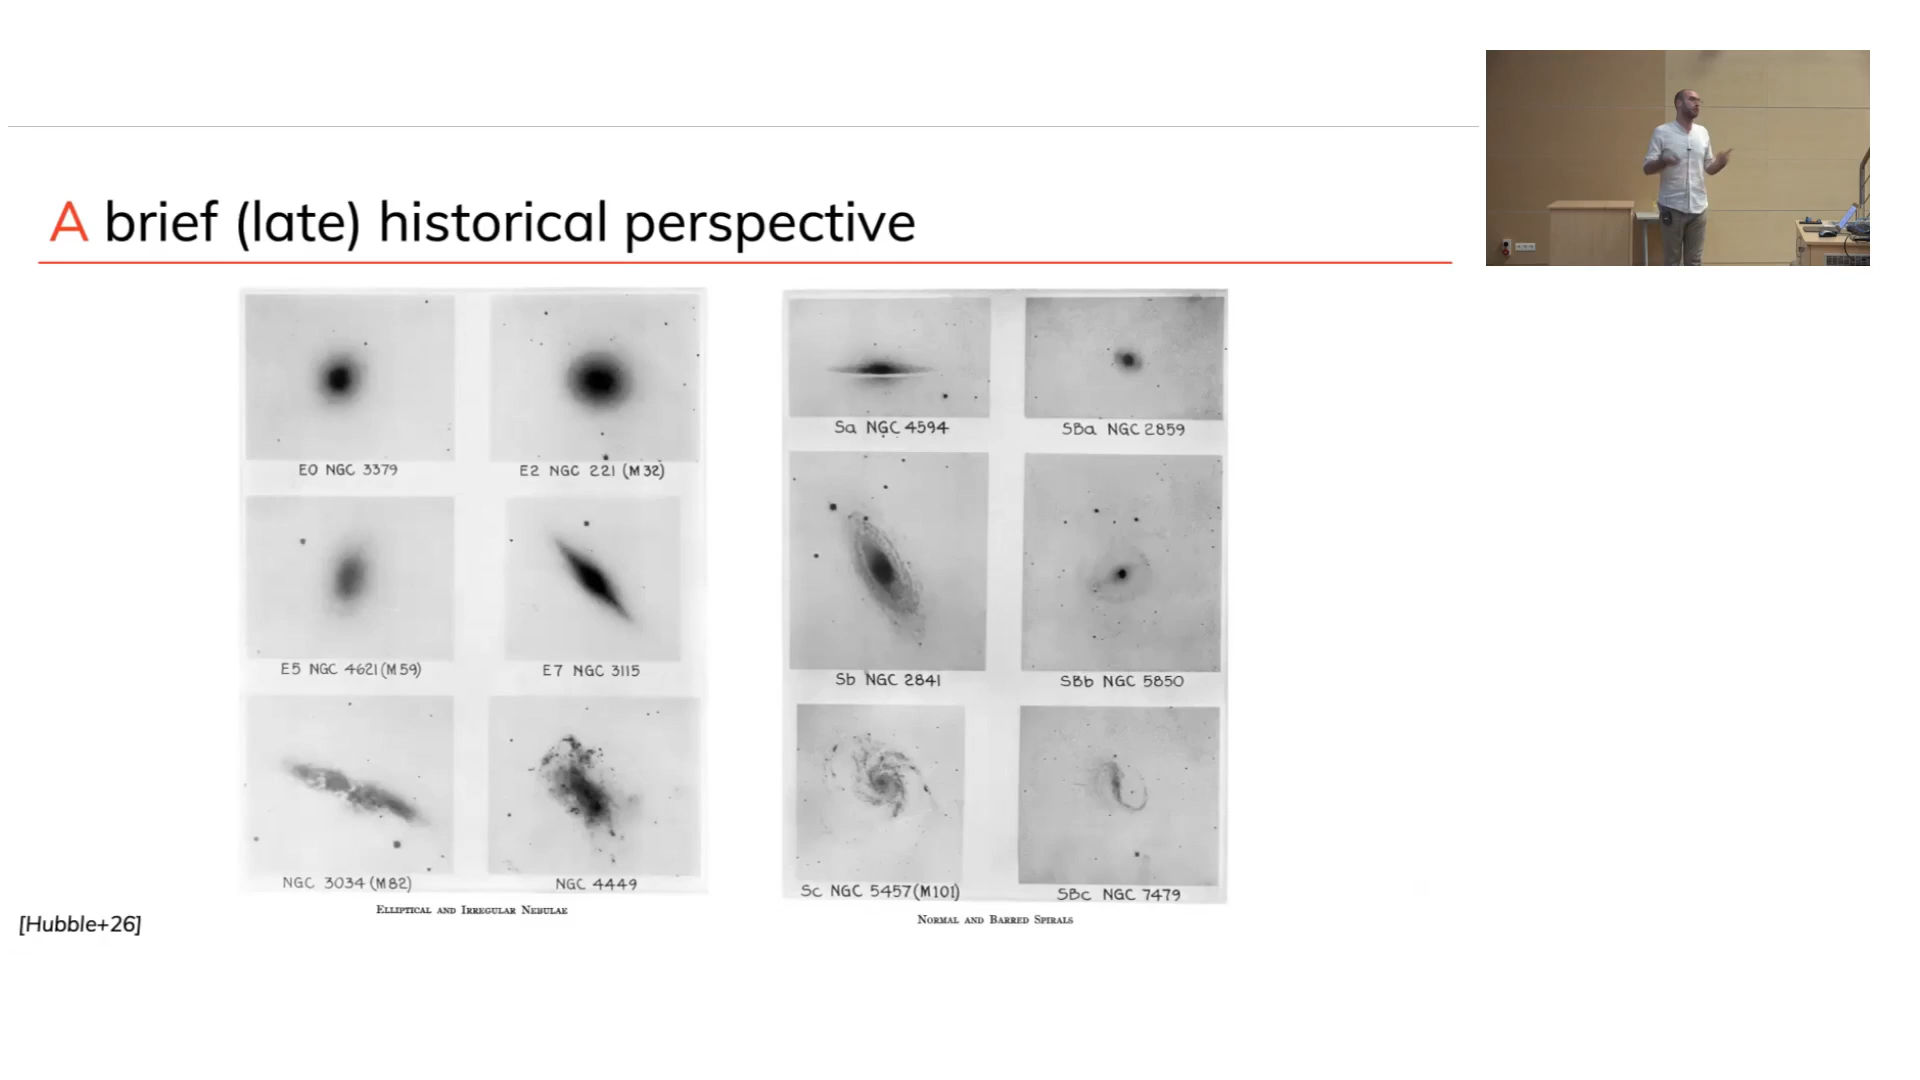 A brief (late) historical perspective
E0 NGC 3379
E2 NGC 221 (M32)
E5 NGC 4621(M59)
E7 NGC 3115
NGC 3034(M82)
NGC 4449
ELLIPTICAL AND IRREGULAR NEBULAE
Sa NGC 4594
SBa NGC 2859
Sb NGC 2841
SBb NGC 5850
Sc NGC 5457(M101)
SBc NGC 7479
NORMAL AND BARRED SPIRALS
[Hubble+26]